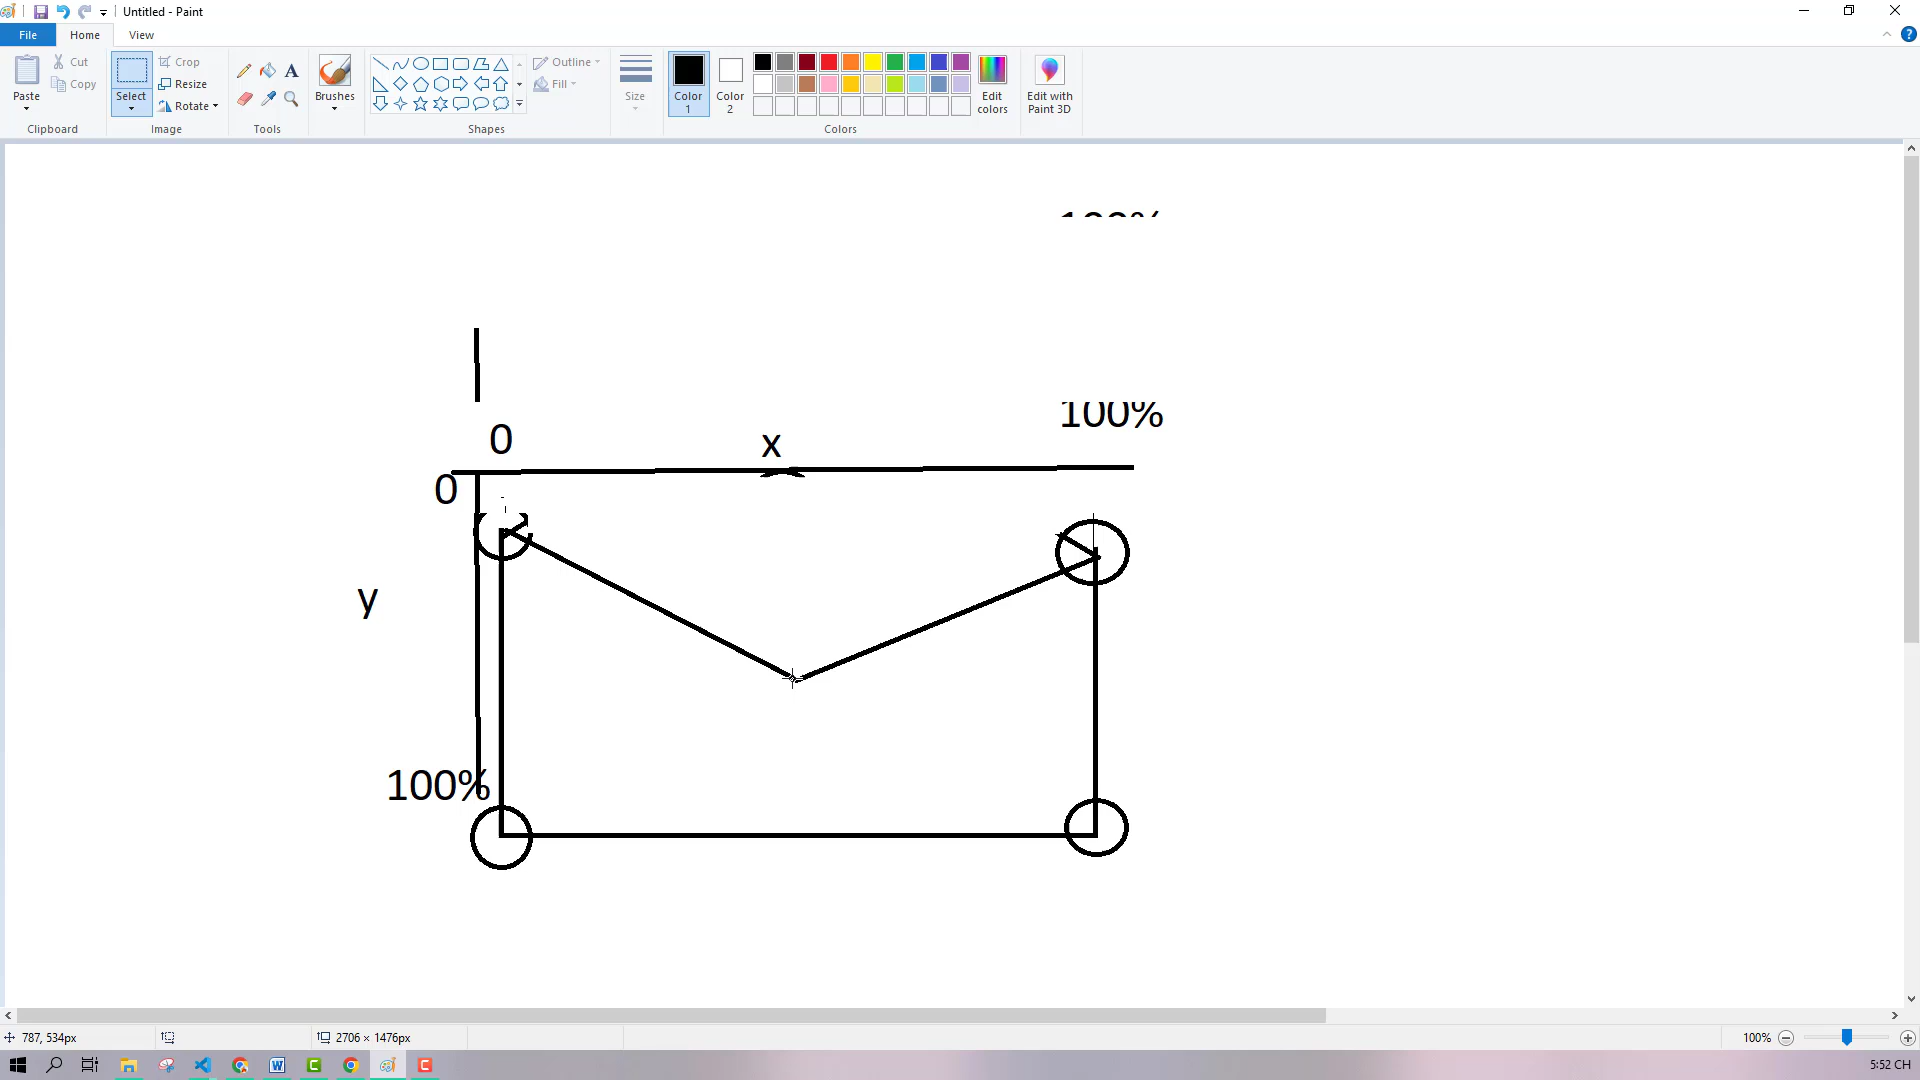 Untitled - Paint
File
Home
View
Paste
Cut
Copy
Clipboard
Select
Crop
Resize
Rotate
Image
A
Tools
Brushes
Shapes
Outline
Fill
Size
Color 1
Color 2
Edit colors
Edit with Paint 3D
Colors
100%
100%
0
x
0
y
100%
787, 534px
2706 × 1476px
100%
5:52 CH